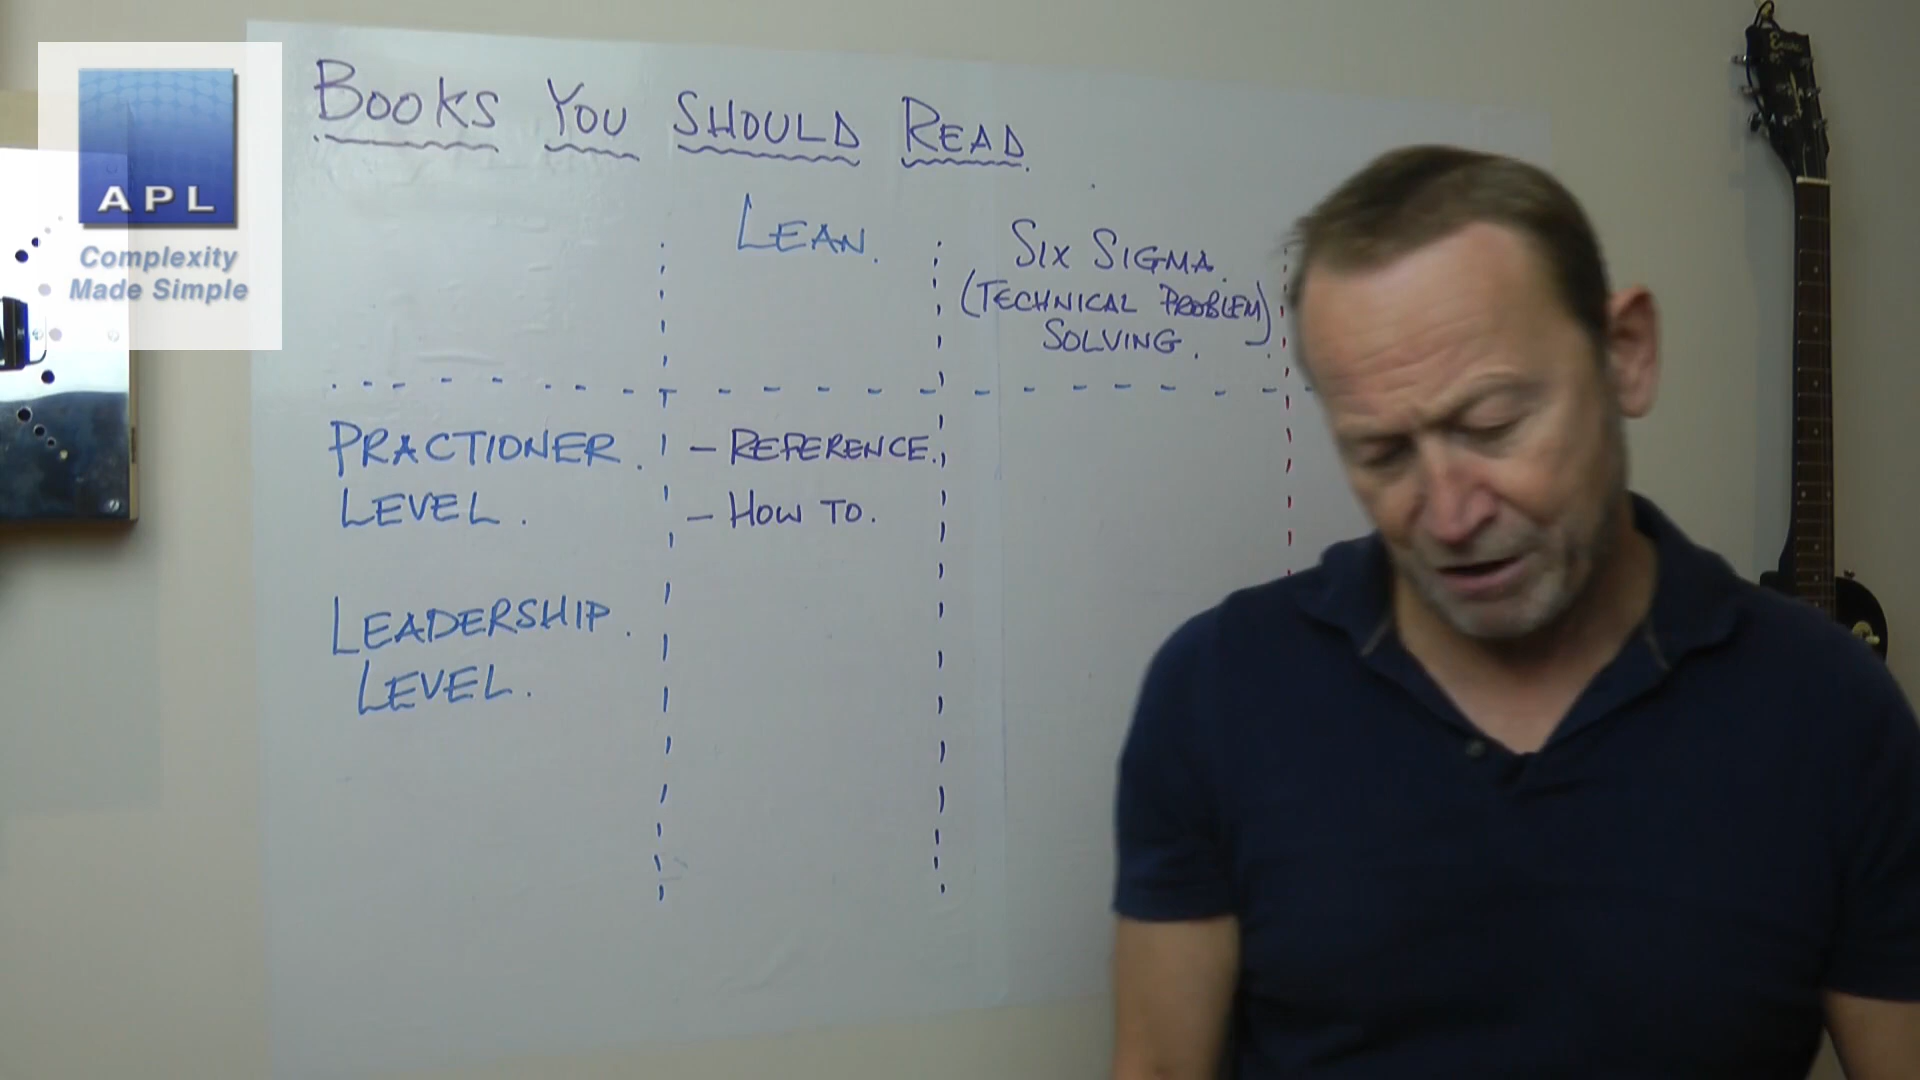 APL
Complexity
Made Simple
BOOKS YOU SHOULD READ.
LEAN.
SIX SIGMA.
(TECHNICAL PROBLEM)
SOLVING.
PRACTIONER.
LEVEL.
- REFERENCE.
- HOW TO.
LEADERSHIP.
LEVEL.